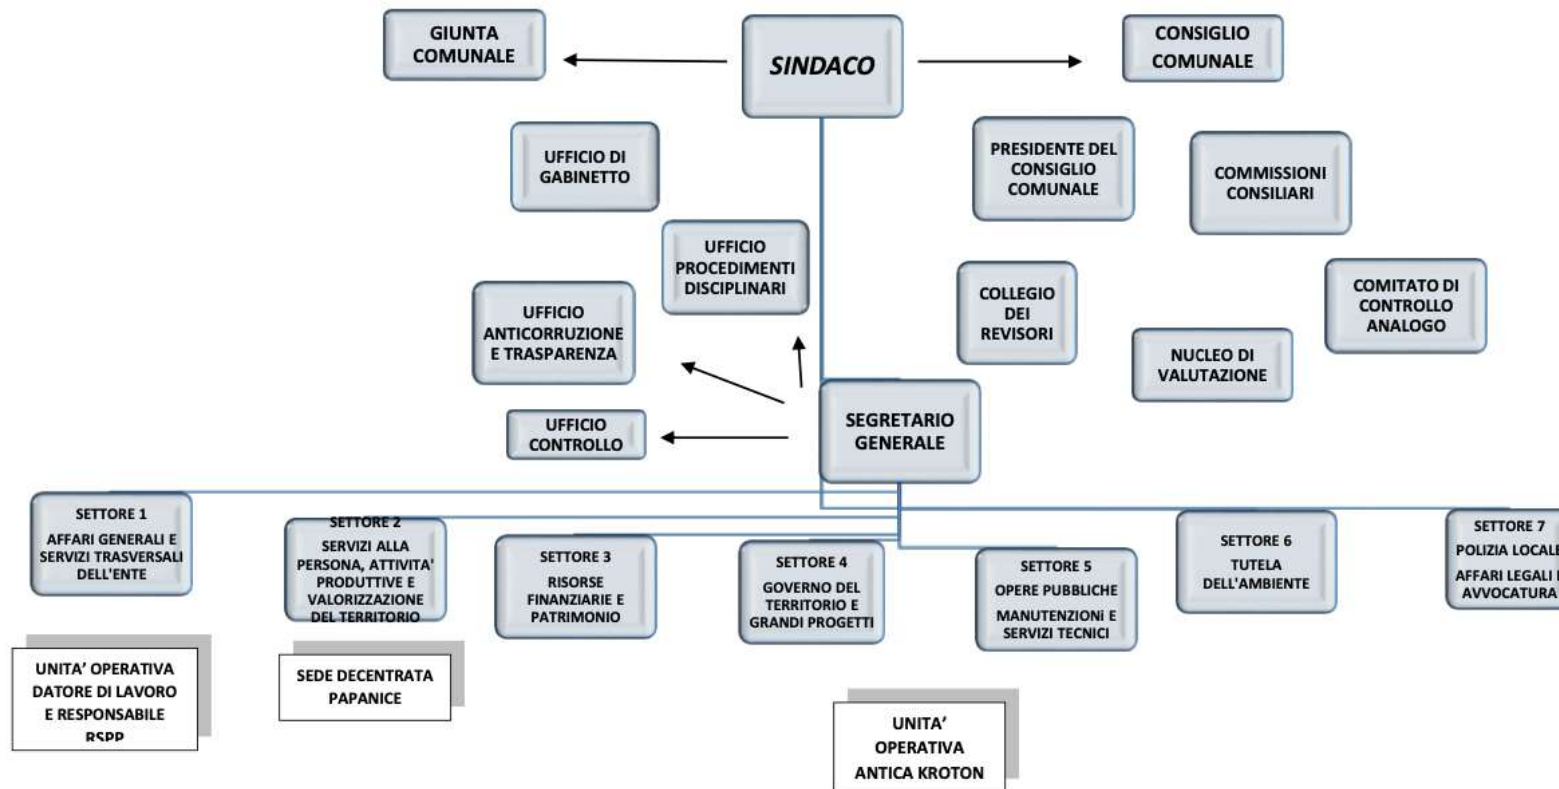 GIUNTA
COMUNALE
SINDACO
CONSIGLIO
COMUNALE
UFFICIO DI
GABINETTO
PRESIDENTE DEL
CONSIGLIO
COMUNALE
COMMISSIONI
CONSILIARI
UFFICIO
PROCEDIMENTI
DISCIPLINARI
UFFICIO
ANTICORRUZIONE
E TRASPARENZA
COLLEGIO
DEI
REVISORI
COMITATO DI
CONTROLLO
ANALOGO
NUCLEO DI
VALUTAZIONE
UFFICIO
CONTROLLO
SEGRETARIO
GENERALE
SETTORE 1
AFFARI GENERALI E
SERVIZI TRASVERSALI
DELL'ENTE
SETTORE 2
SERVIZI ALLA
PERSONA, ATTIVITA'
PRODUTTIVE E
VALORIZZAZIONE
DEL TERRITORIO
SETTORE 3
RISORSE
FINANZIARIE E
PATRIMONIO
SETTORE 4
GOVERNO DEL
TERRITORIO E
GRANDI PROGETTI
SETTORE 5
OPERE PUBBLICHE
MANUTENZIONi E
SERVIZI TECNICI
SETTORE 6
TUTELA
DELL'AMBIENTE
SETTORE 7
POLIZIA LOCALE
AFFARI LEGALI E
AVVOCATURA
UNITA’ OPERATIVA
DATORE DI LAVORO
E RESPONSABILE
RSPP
SEDE DECENTRATA
PAPANICE
UNITA’
OPERATIVA
ANTICA KROTON